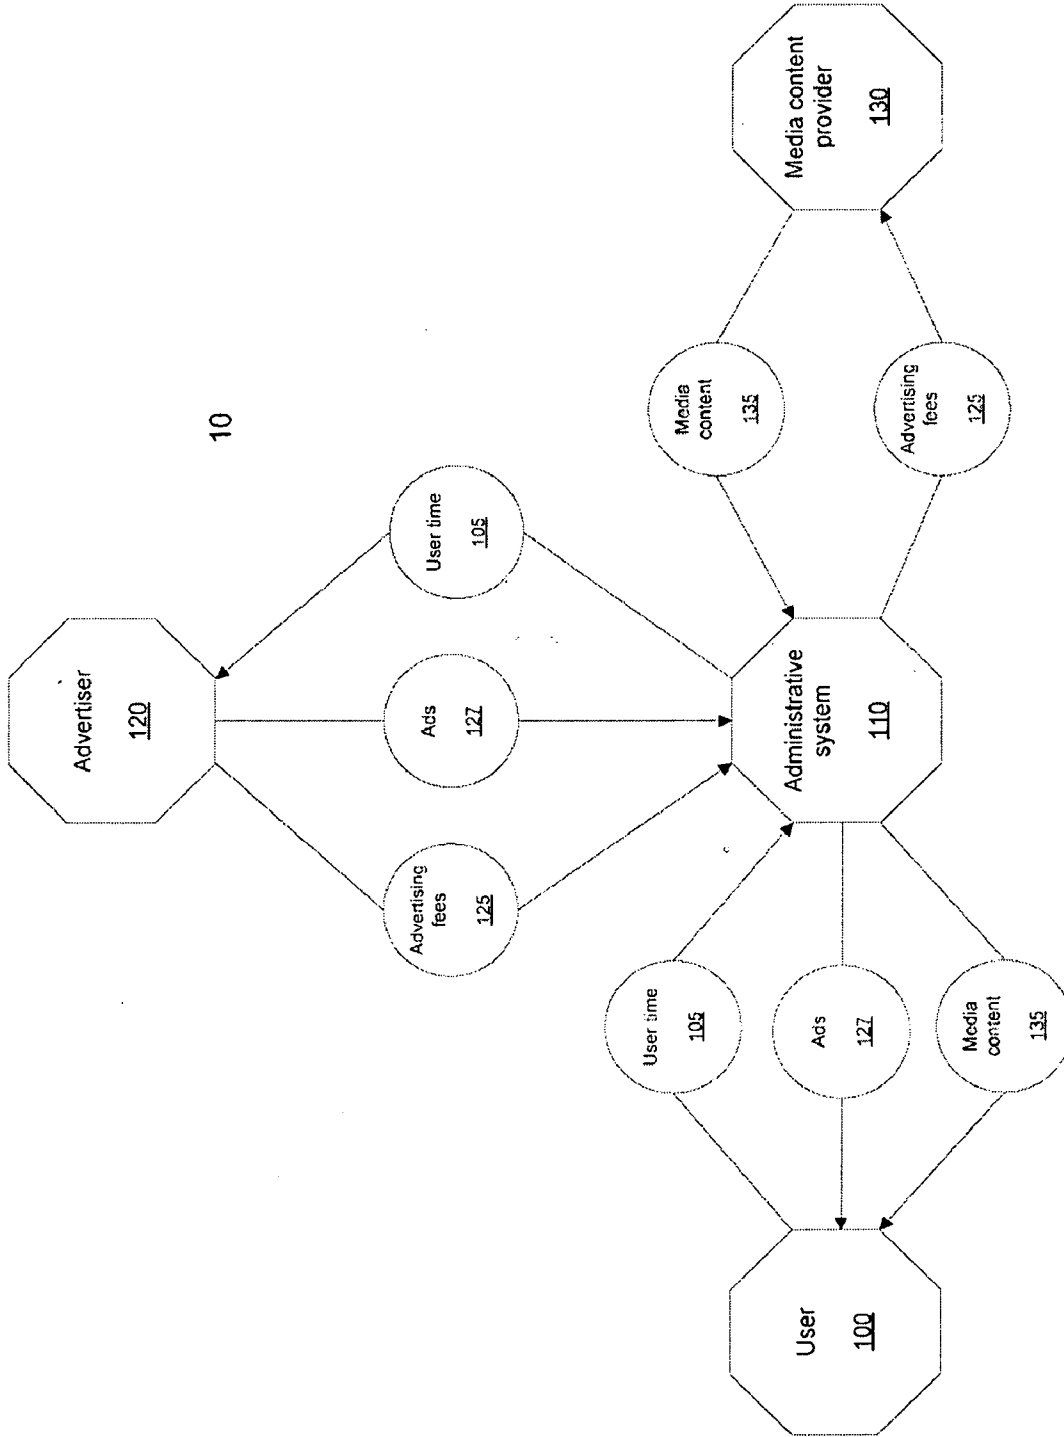 Advertiser
120
10
Advertising
fees
125
Ads
127
User time
105
User time
105
Ads
127
Media
content
135
User
100
Administrative
system
110
Media
content
135
Advertising
fees
125
Media content
provider
130